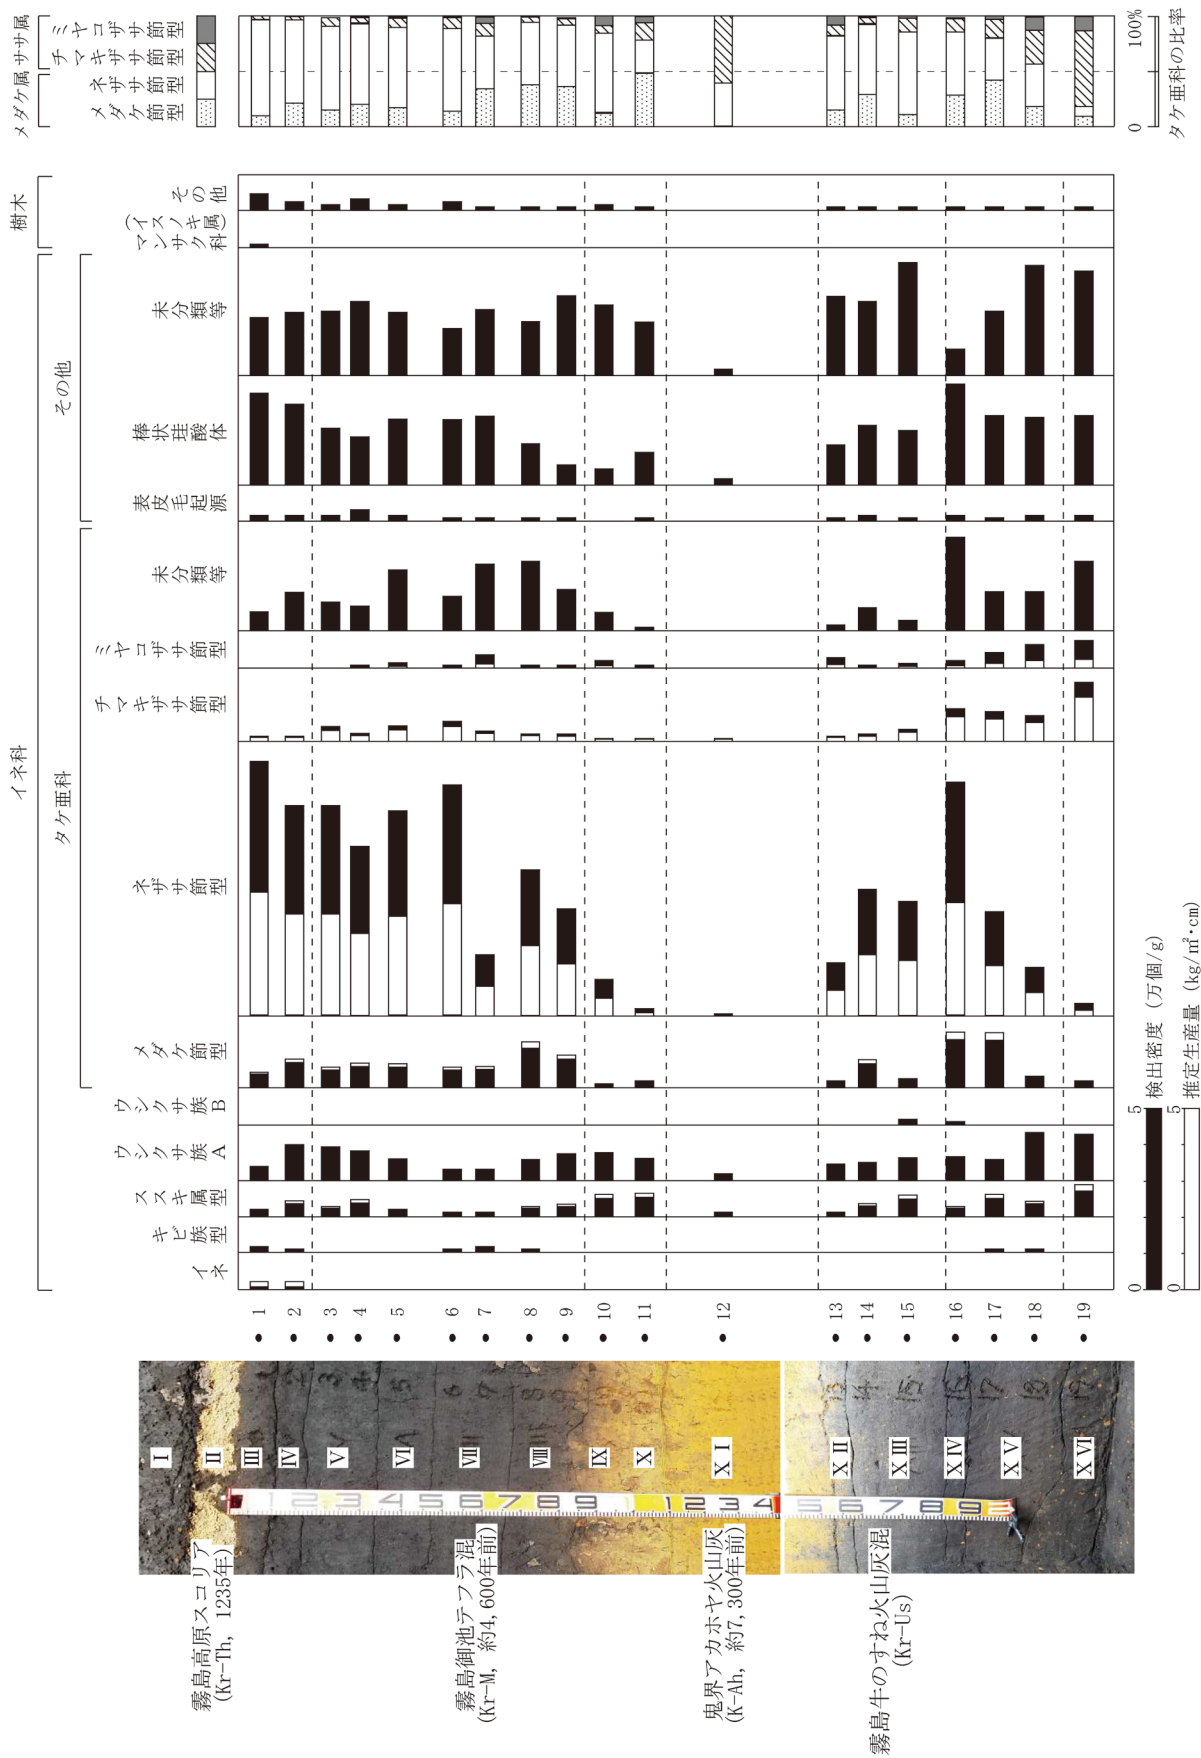 イネ科
タケ亜科
その他
樹木
メダケ属 ササ属
イネ
キビ族型
ススキ属型
ウシクサ族A
ウシクサ族B
メダケ節型
ネザサ節型
チマキザサ節型
ミヤコザサ節型
未分類等
表皮毛起源
棒状珪酸体
未分類等
マンサク科
(イスノキ属)
その他
メダケ節型
ネザサ節型
チマキザサ節型
ミヤコザサ節型
霧島高原スコリア
(Kr-Th, 1235年)
霧島御池テフラ混
(Kr-M, 約4,600年前)
鬼界アカホヤ火山灰
(K-Ah, 約7,300年前)
霧島牛のすね火山灰混
(Kr-Us)
I
II
III
IV
V
VI
VII
VIII
IX
X
XI
XII
XIII
XIV
XV
XVI
1
2
3
4
5
6
7
8
9
10
11
12
13
14
15
16
17
18
19
0 5
検出密度 (万個/g)
0 5
推定生産量 (kg/㎡・cm)
0 100%
タケ亜科の比率